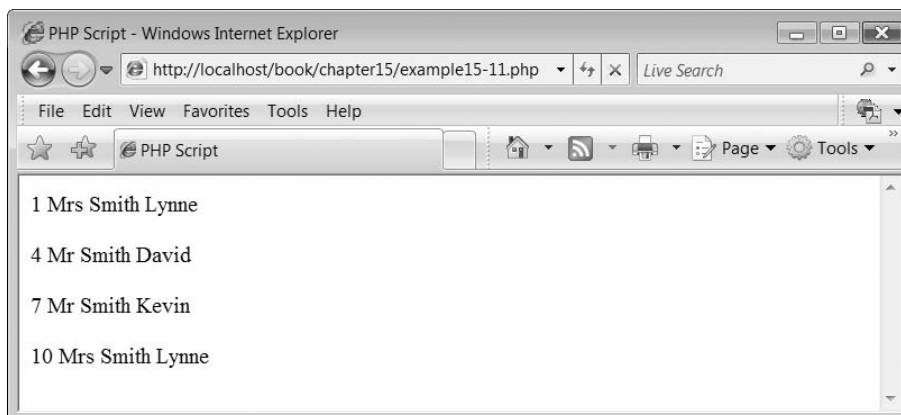 PHP Script - Windows Internet Explorer
http://localhost/book/chapter15/example15-11.php Live Search
File Edit View Favorites Tools Help
PHP Script Page Tools
1 Mrs Smith Lynne
4 Mr Smith David
7 Mr Smith Kevin
10 Mrs Smith Lynne